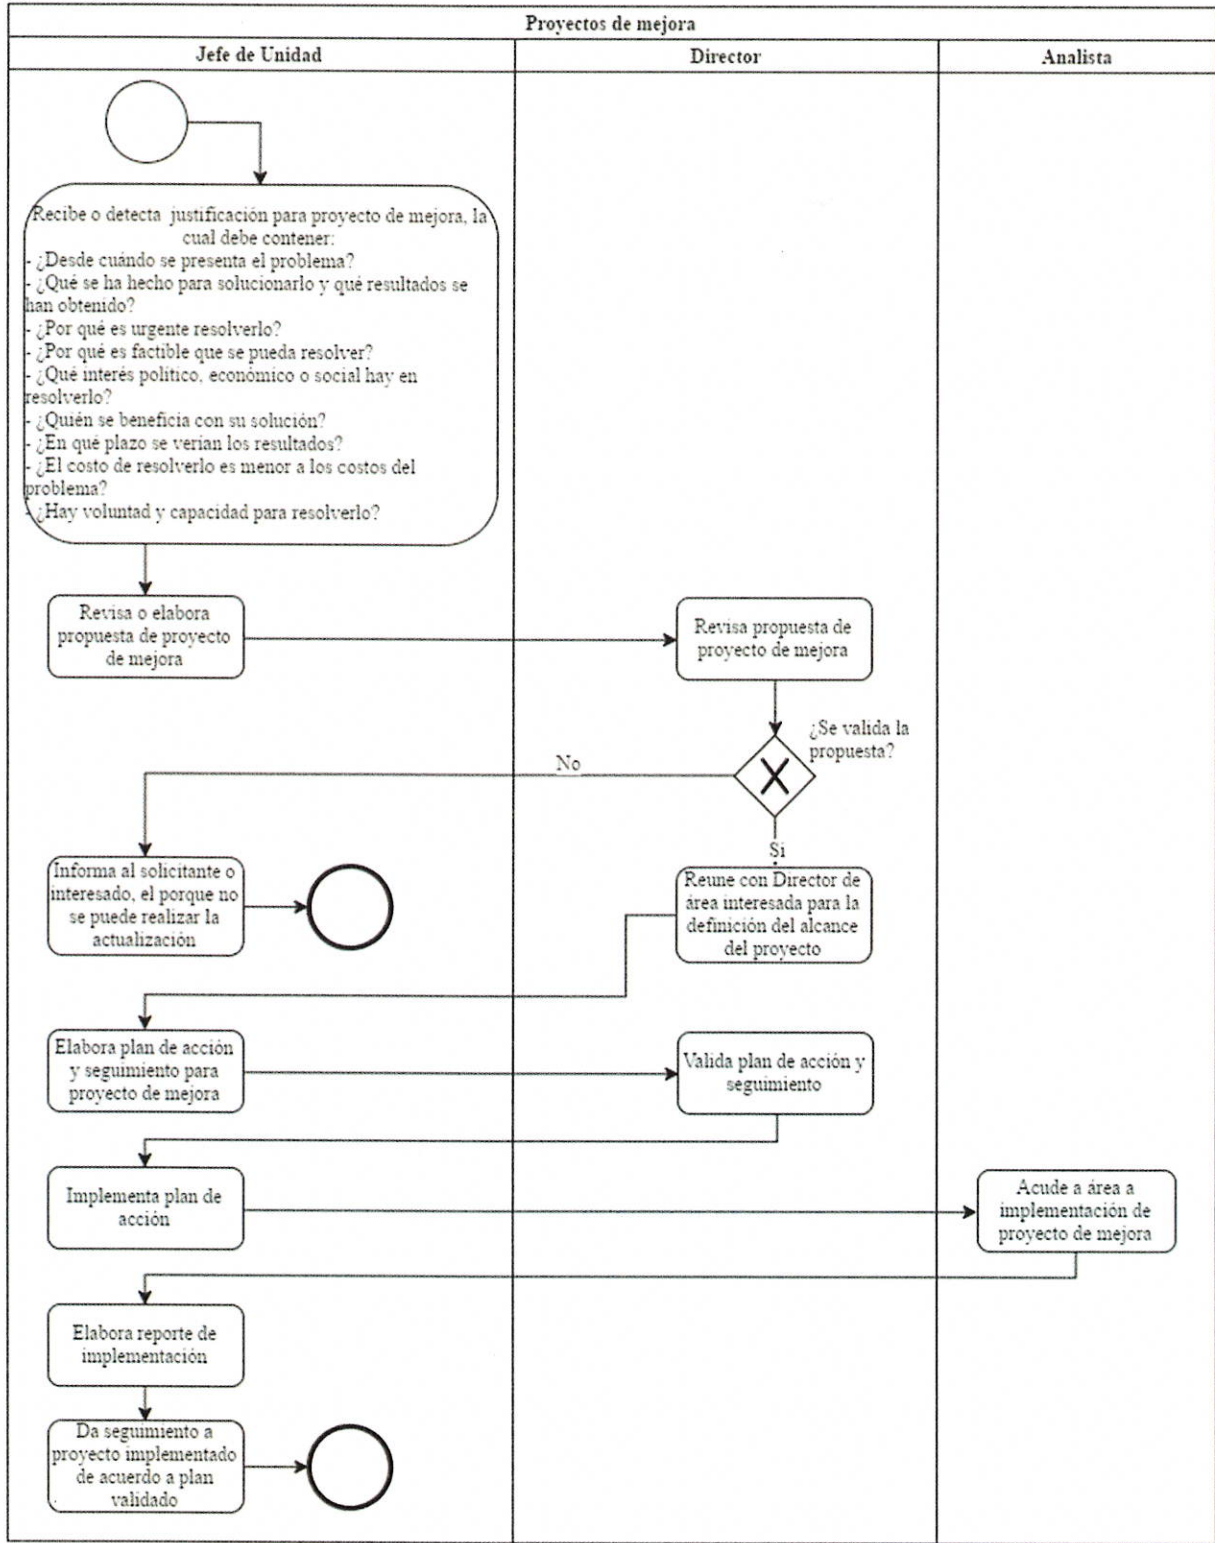 Proyectos de mejora
Jefe de Unidad
Director
Analista
Recibe o detecta justificación para proyecto de mejora, la
cual debe contener:
- ¿Desde cuándo se presenta el problema?
- ¿Qué se ha hecho para solucionarlo y qué resultados se
han obtenido?
- ¿Por qué es urgente resolverlo?
- ¿Por qué es factible que se pueda resolver?
- ¿Qué interés político, económico o social hay en
resolverlo?
- ¿Quién se beneficia con su solución?
- ¿En qué plazo se verían los resultados?
- ¿El costo de resolverlo es menor a los costos del
problema?
- ¿Hay voluntad y capacidad para resolverlo?
Revisa o elabora
propuesta de proyecto
de mejora
Revisa propuesta de
proyecto de mejora
¿Se valida la
propuesta?
No
Si
Informa al solicitante o
interesado, el porque no
se puede realizar la
actualización
Reune con Director de
área interesada para la
definición del alcance
del proyecto
Elabora plan de acción
y seguimiento para
proyecto de mejora
Valida plan de acción y
seguimiento
Implementa plan de
acción
Acude a área a
implementación de
proyecto de mejora
Elabora reporte de
implementación
Da seguimiento a
proyecto implementado
de acuerdo a plan
validado